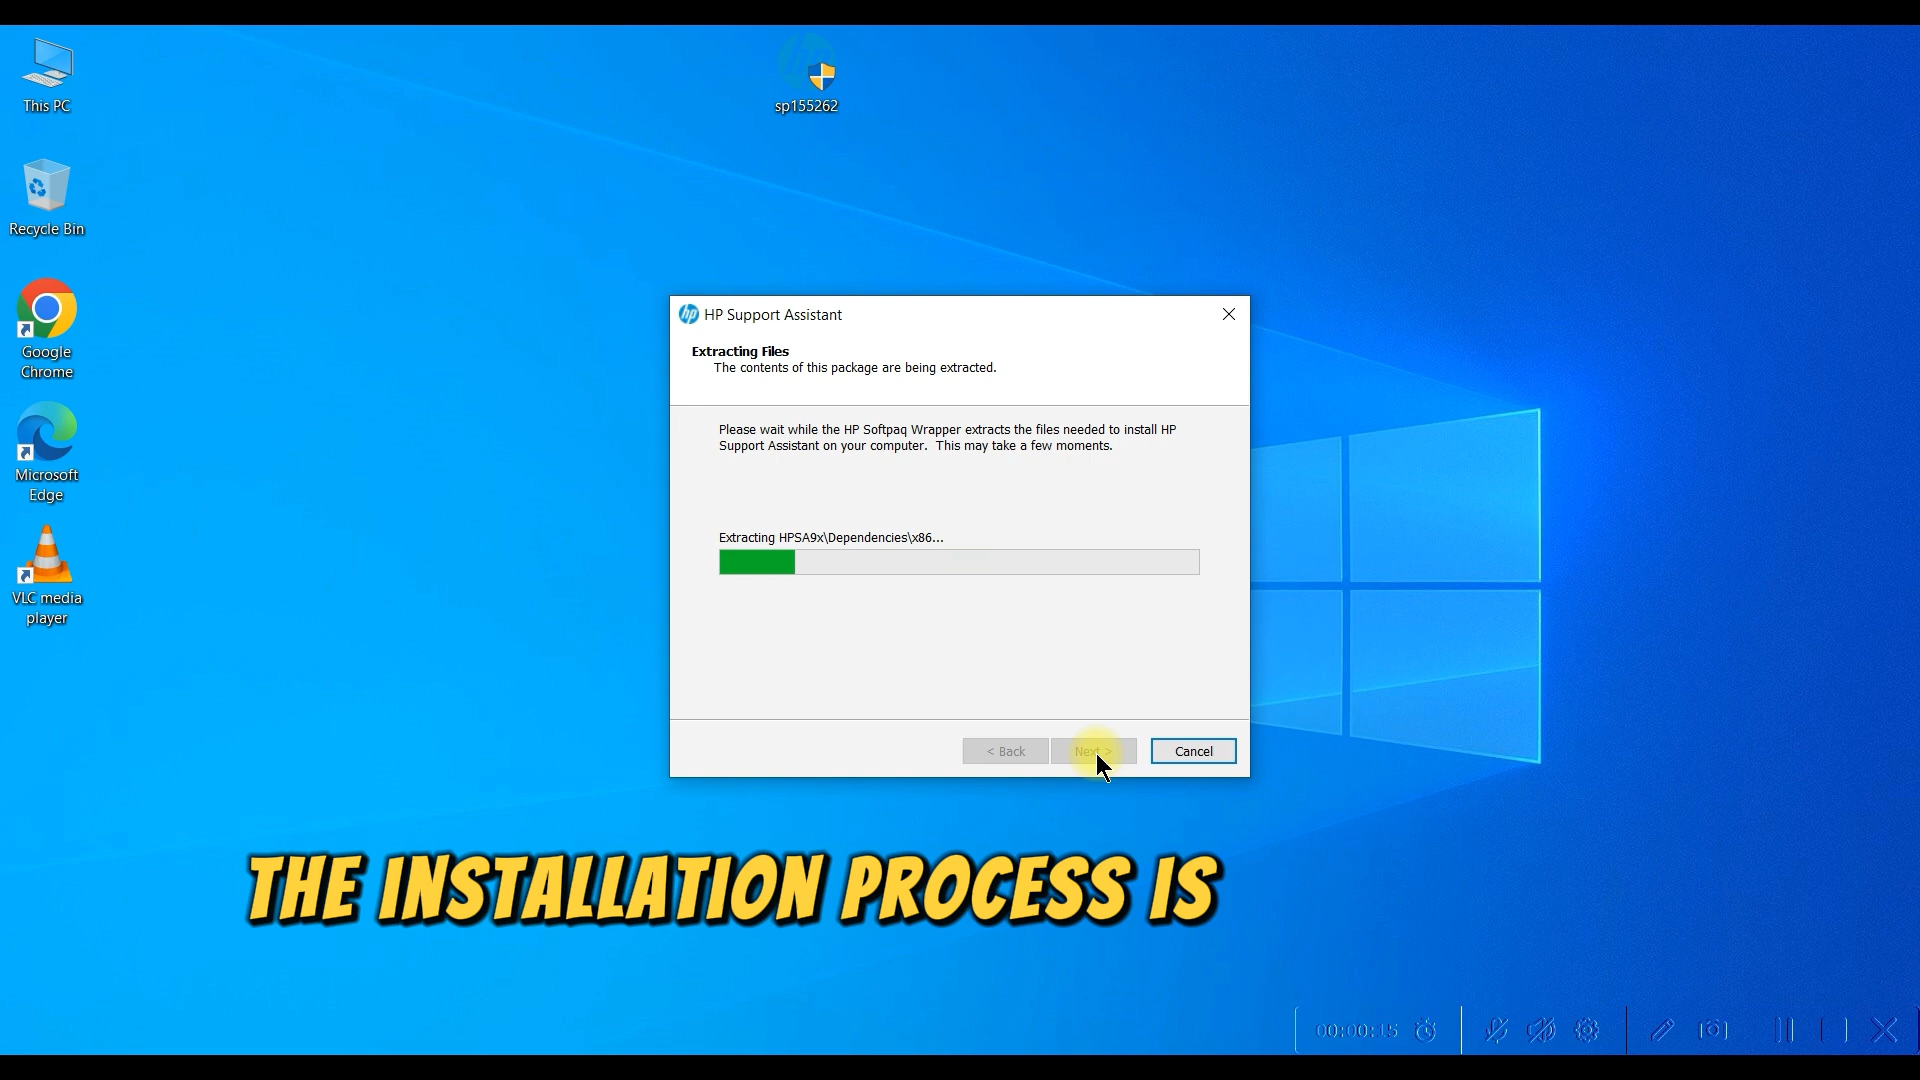 This PC
sp155262
Recycle Bin
Google
Chrome
Microsoft
Edge
VLC media
player
hp HP Support Assistant
Extracting Files
The contents of this package are being extracted.
Please wait while the HP Softpaq Wrapper extracts the files needed to install HP
Support Assistant on your computer.  This may take a few moments.
Extracting HPSA9x\Dependencies\x86...
< Back
Next >
Cancel
THE INSTALLATION PROCESS IS
00:00:15